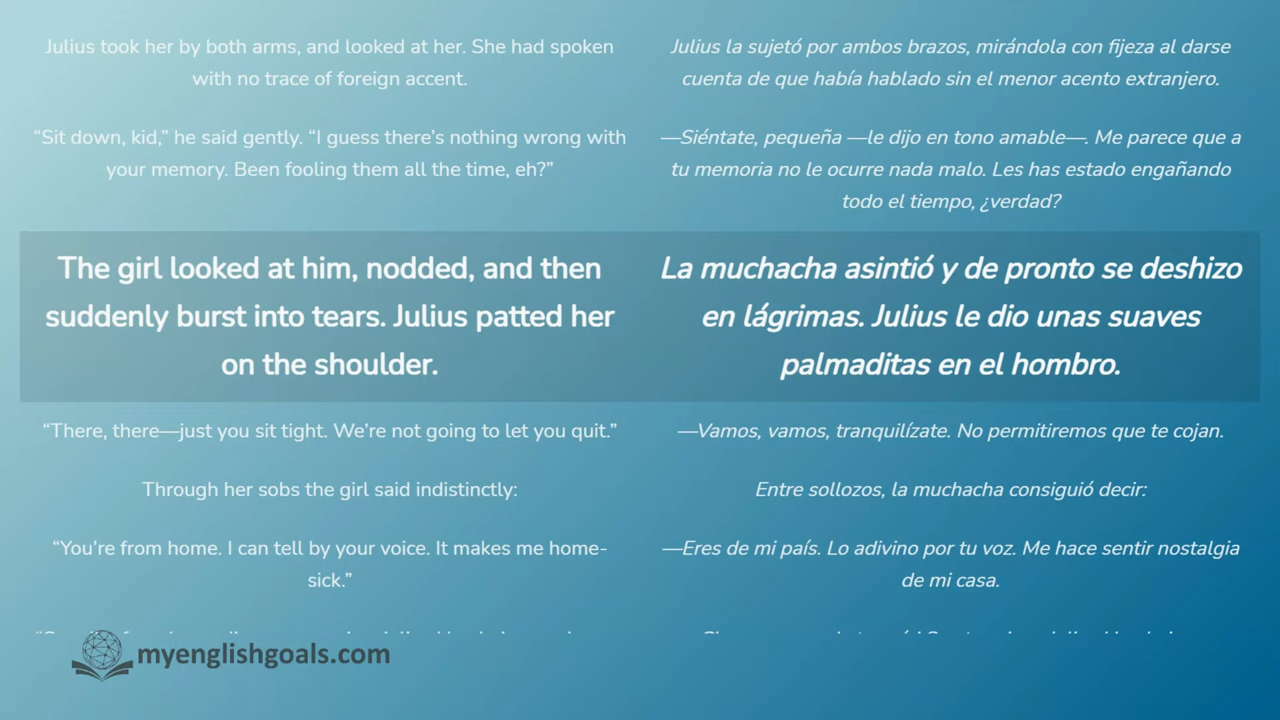 Julius took her by both arms, and looked at her. She had spoken
with no trace of foreign accent.
“Sit down, kid,” he said gently. “I guess there’s nothing wrong with
your memory. Been fooling them all the time, eh?”
The girl looked at him, nodded, and then
suddenly burst into tears. Julius patted her
on the shoulder.
“There, there—just you sit tight. We’re not going to let you quit.”
Through her sobs the girl said indistinctly:
“You’re from home. I can tell by your voice. It makes me home-
sick.”
Julius la sujetó por ambos brazos, mirándola con fijeza al darse
cuenta de que había hablado sin el menor acento extranjero.
—Siéntate, pequeña —le dijo en tono amable—. Me parece que a
tu memoria no le ocurre nada malo. Les has estado engañando
todo el tiempo, ¿verdad?
La muchacha asintió y de pronto se deshizo
en lágrimas. Julius le dio unas suaves
palmaditas en el hombro.
—Vamos, vamos, tranquilízate. No permitiremos que te cojan.
Entre sollozos, la muchacha consiguió decir:
—Eres de mi país. Lo adivino por tu voz. Me hace sentir nostalgia
de mi casa.
myenglishgoals.com